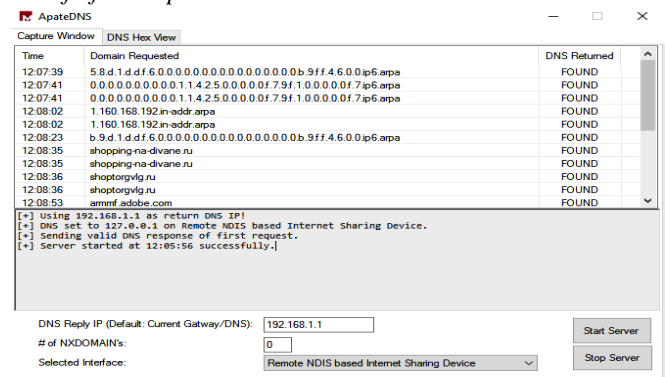 ApateDNS
Capture Window DNS Hex View
Time Domain Requested DNS Returned
12:07:39 5.8.d.1.d.d.f.6.0.0.0.0.0.0.0.0.0.0.0.0.0.0.0.b.9.f.f.4.6.0.0.ip6.arpa FOUND
12:07:41 0.0.0.0.0.0.0.0.0.0.1.1.4.2.5.0.0.0.0.f.7.9.f.1.0.0.0.0.0.f.7.ip6.arpa FOUND
12:07:41 0.0.0.0.0.0.0.0.0.0.1.1.4.2.5.0.0.0.0.f.7.9.f.1.0.0.0.0.0.f.7.ip6.arpa FOUND
12:08:02 1.160.168.192.in-addr.arpa FOUND
12:08:02 1.160.168.192.in-addr.arpa FOUND
12:08:23 b.9.d.1.d.d.f.6.0.0.0.0.0.0.0.0.0.0.0.0.0.0.0.b.9.f.f.4.6.0.0.ip6.arpa FOUND
12:08:35 shopping-na-divane.ru FOUND
12:08:35 shopping-na-divane.ru FOUND
12:08:36 shoptorgvlg.ru FOUND
12:08:36 shoptorgvlg.ru FOUND
12:08:53 ammf.adobe.com FOUND
[+] Using 192.168.1.1 as return DNS IP!
[+] DNS set to 127.0.0.1 on Remote NDIS based Internet Sharing Device.
[+] Sending valid DNS response of first request.
[+] Server started at 12:05:56 successfully.
DNS Reply IP (Default: Current Gatway/DNS): 192.168.1.1
Start Server
# of NXDOMAIN's: 0
Selected Interface: Remote NDIS based Internet Sharing Device
Stop Server